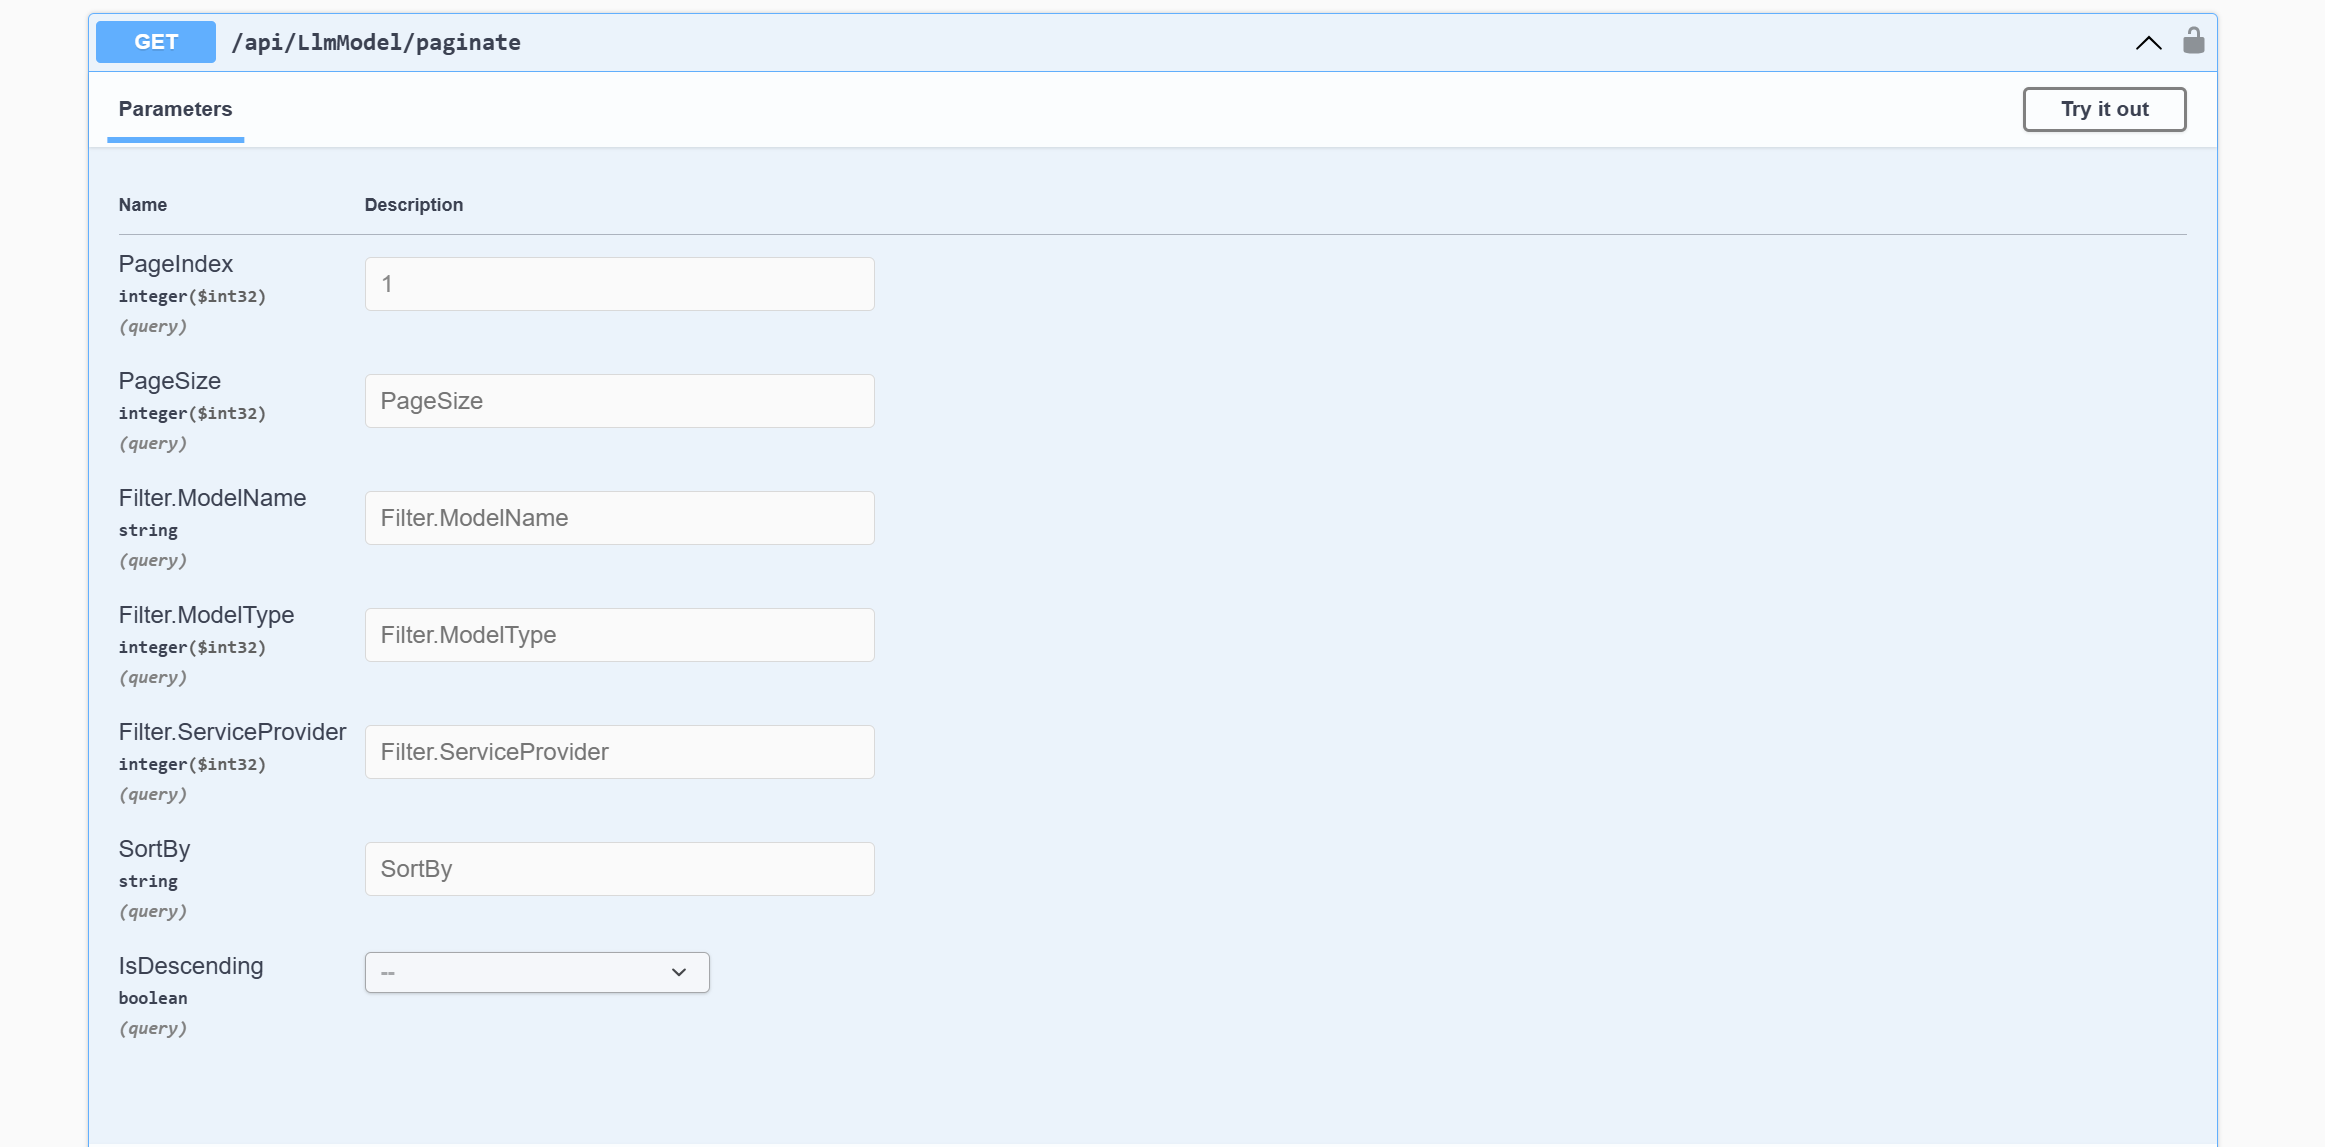 GET /api/LlmModel/paginate
Parameters
Try it out
Name Description
PageIndex
integer($int32)
(query)
1
PageSize
integer($int32)
(query)
PageSize
Filter.ModelName
string
(query)
Filter.ModelName
Filter.ModelType
integer($int32)
(query)
Filter.ModelType
Filter.ServiceProvider
integer($int32)
(query)
Filter.ServiceProvider
SortBy
string
(query)
SortBy
IsDescending
boolean
(query)
--